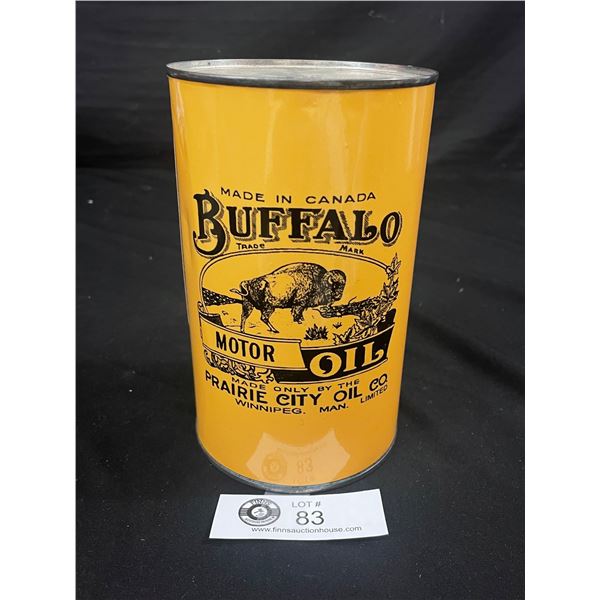 MADE IN CANADA
BUFFALO
TRADE MARK
MOTOR OIL
MADE ONLY BY THE
PRAIRIE CITY OIL CO. LIMITED
WINNIPEG. MAN.
LOT #
83
www.finnsauctionhouse.com